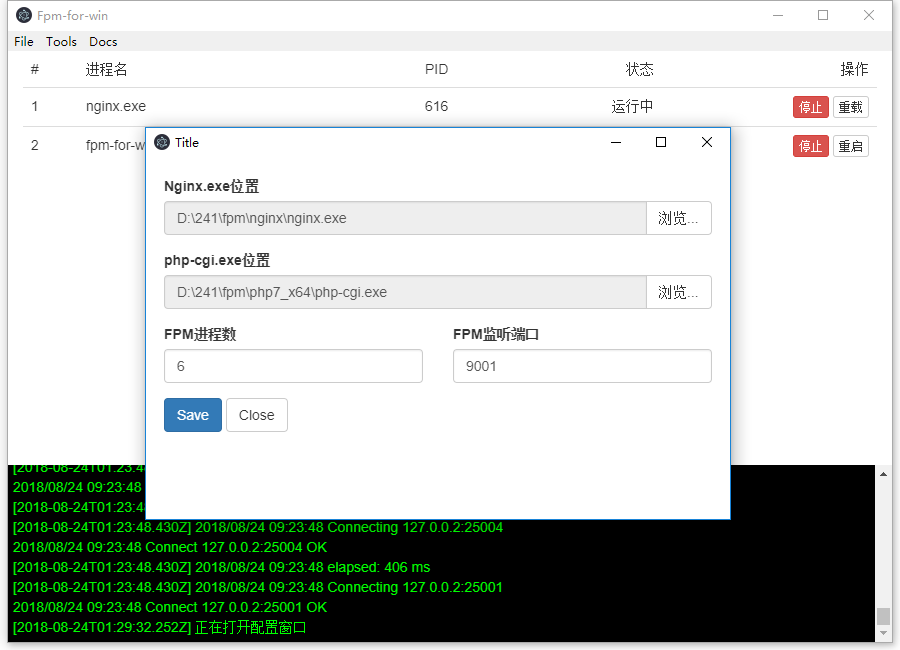 Fpm-for-win
File Tools Docs
# 进程名 PID 状态 操作
1 nginx.exe 616 运行中 停止 重载
2 fpm-for-w 停止 重启
Title
Nginx.exe位置
D:\241\fpm\nginx\nginx.exe 浏览...
php-cgi.exe位置
D:\241\fpm\php7_x64\php-cgi.exe 浏览...
FPM进程数 FPM监听端口
6 9001
Save Close
[2018-08-24T01:23:4
2018/08/24 09:23:48
[2018-08-24T01:23:4
[2018-08-24T01:23:48.430Z] 2018/08/24 09:23:48 Connecting 127.0.0.2:25004
2018/08/24 09:23:48 Connect 127.0.0.2:25004 OK
[2018-08-24T01:23:48.430Z] 2018/08/24 09:23:48 elapsed: 406 ms
[2018-08-24T01:23:48.430Z] 2018/08/24 09:23:48 Connecting 127.0.0.2:25001
2018/08/24 09:23:48 Connect 127.0.0.2:25001 OK
[2018-08-24T01:29:32.252Z] 正在打开配置窗口